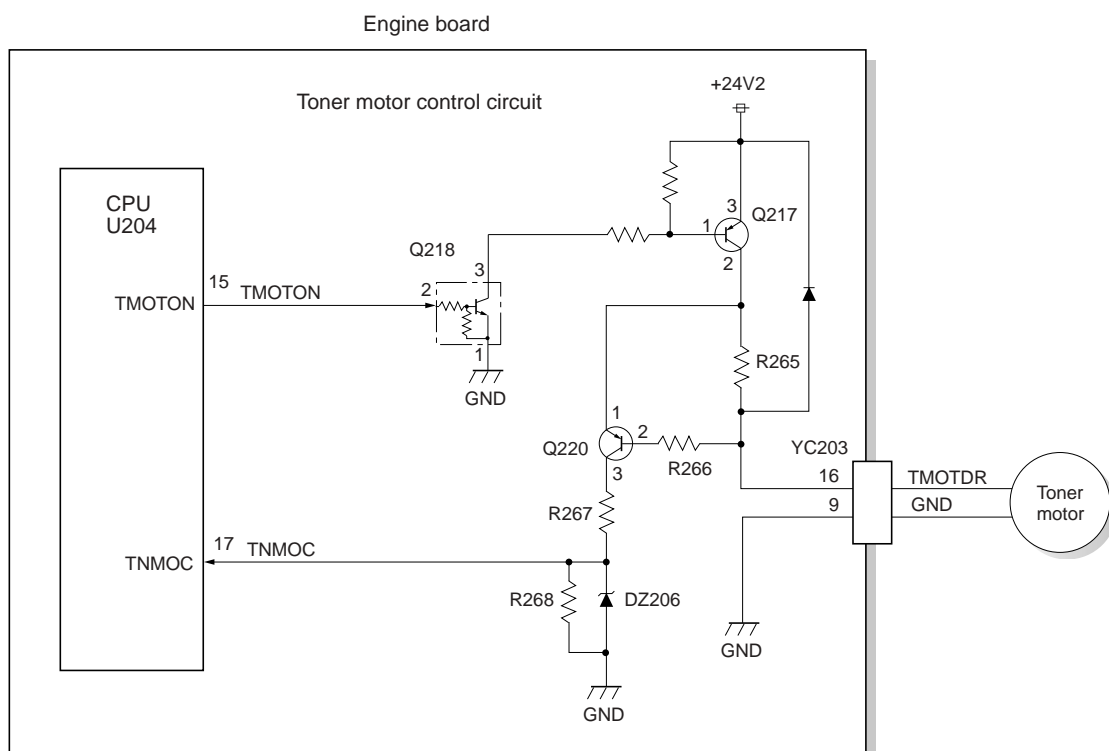 Engine board
Toner motor control circuit
+24V2
CPU
U204
3
Q217
1
2
Q218
3
2
1
GND
15
TMOTON
TMOTON
R265
1
2
Q220
3
R266
YC203
16
TMOTDR
9
GND
Toner
motor
R267
17
TNMOC
TNMOC
R268
DZ206
GND
GND